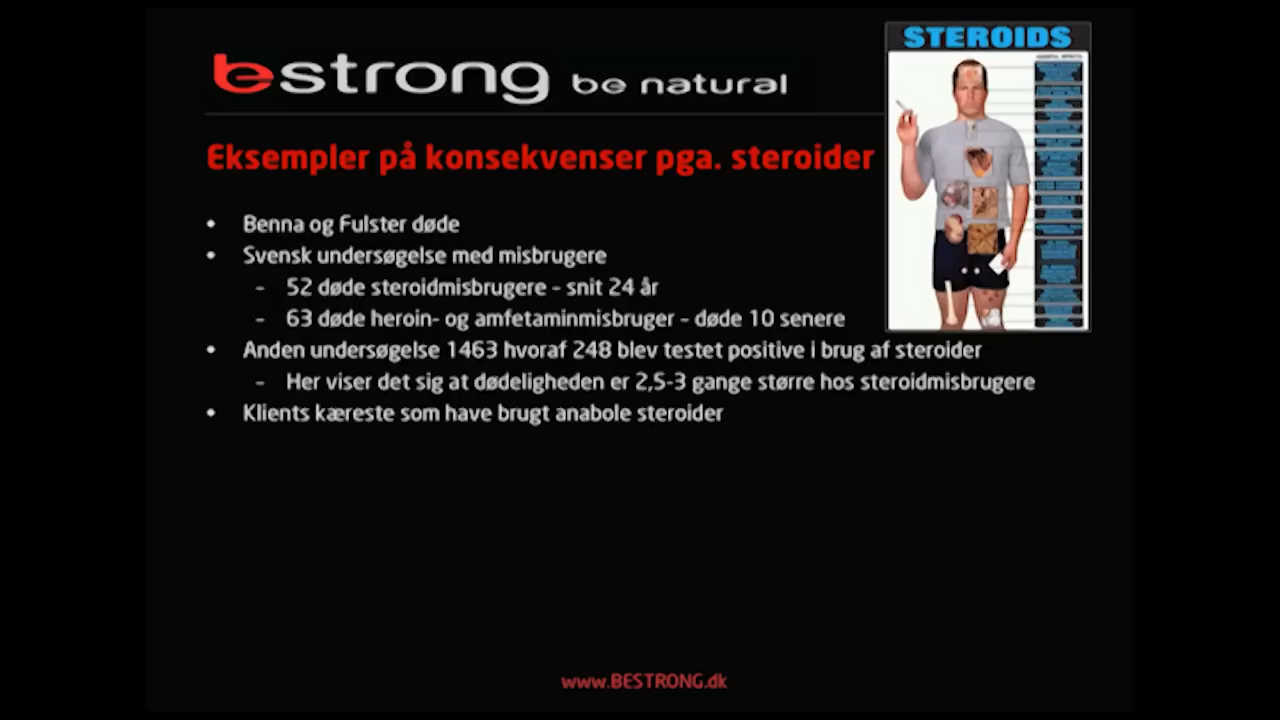 bestrong be natural
STEROIDS
Eksempler på konsekvenser pga. steroider
• Benna og Fulster døde
• Svensk undersøgelse med misbrugere
- 52 døde steroidmisbrugere - snit 24 år
- 63 døde heroin- og amfetaminmisbruger - døde 10 senere
• Anden undersøgelse 1463 hvoraf 248 blev testet positive i brug af steroider
- Her viser det sig at dødeligheden er 2,5-3 gange større hos steroidmisbrugere
• Klients kæreste som have brugt anabole steroider
www.BESTRONG.dk